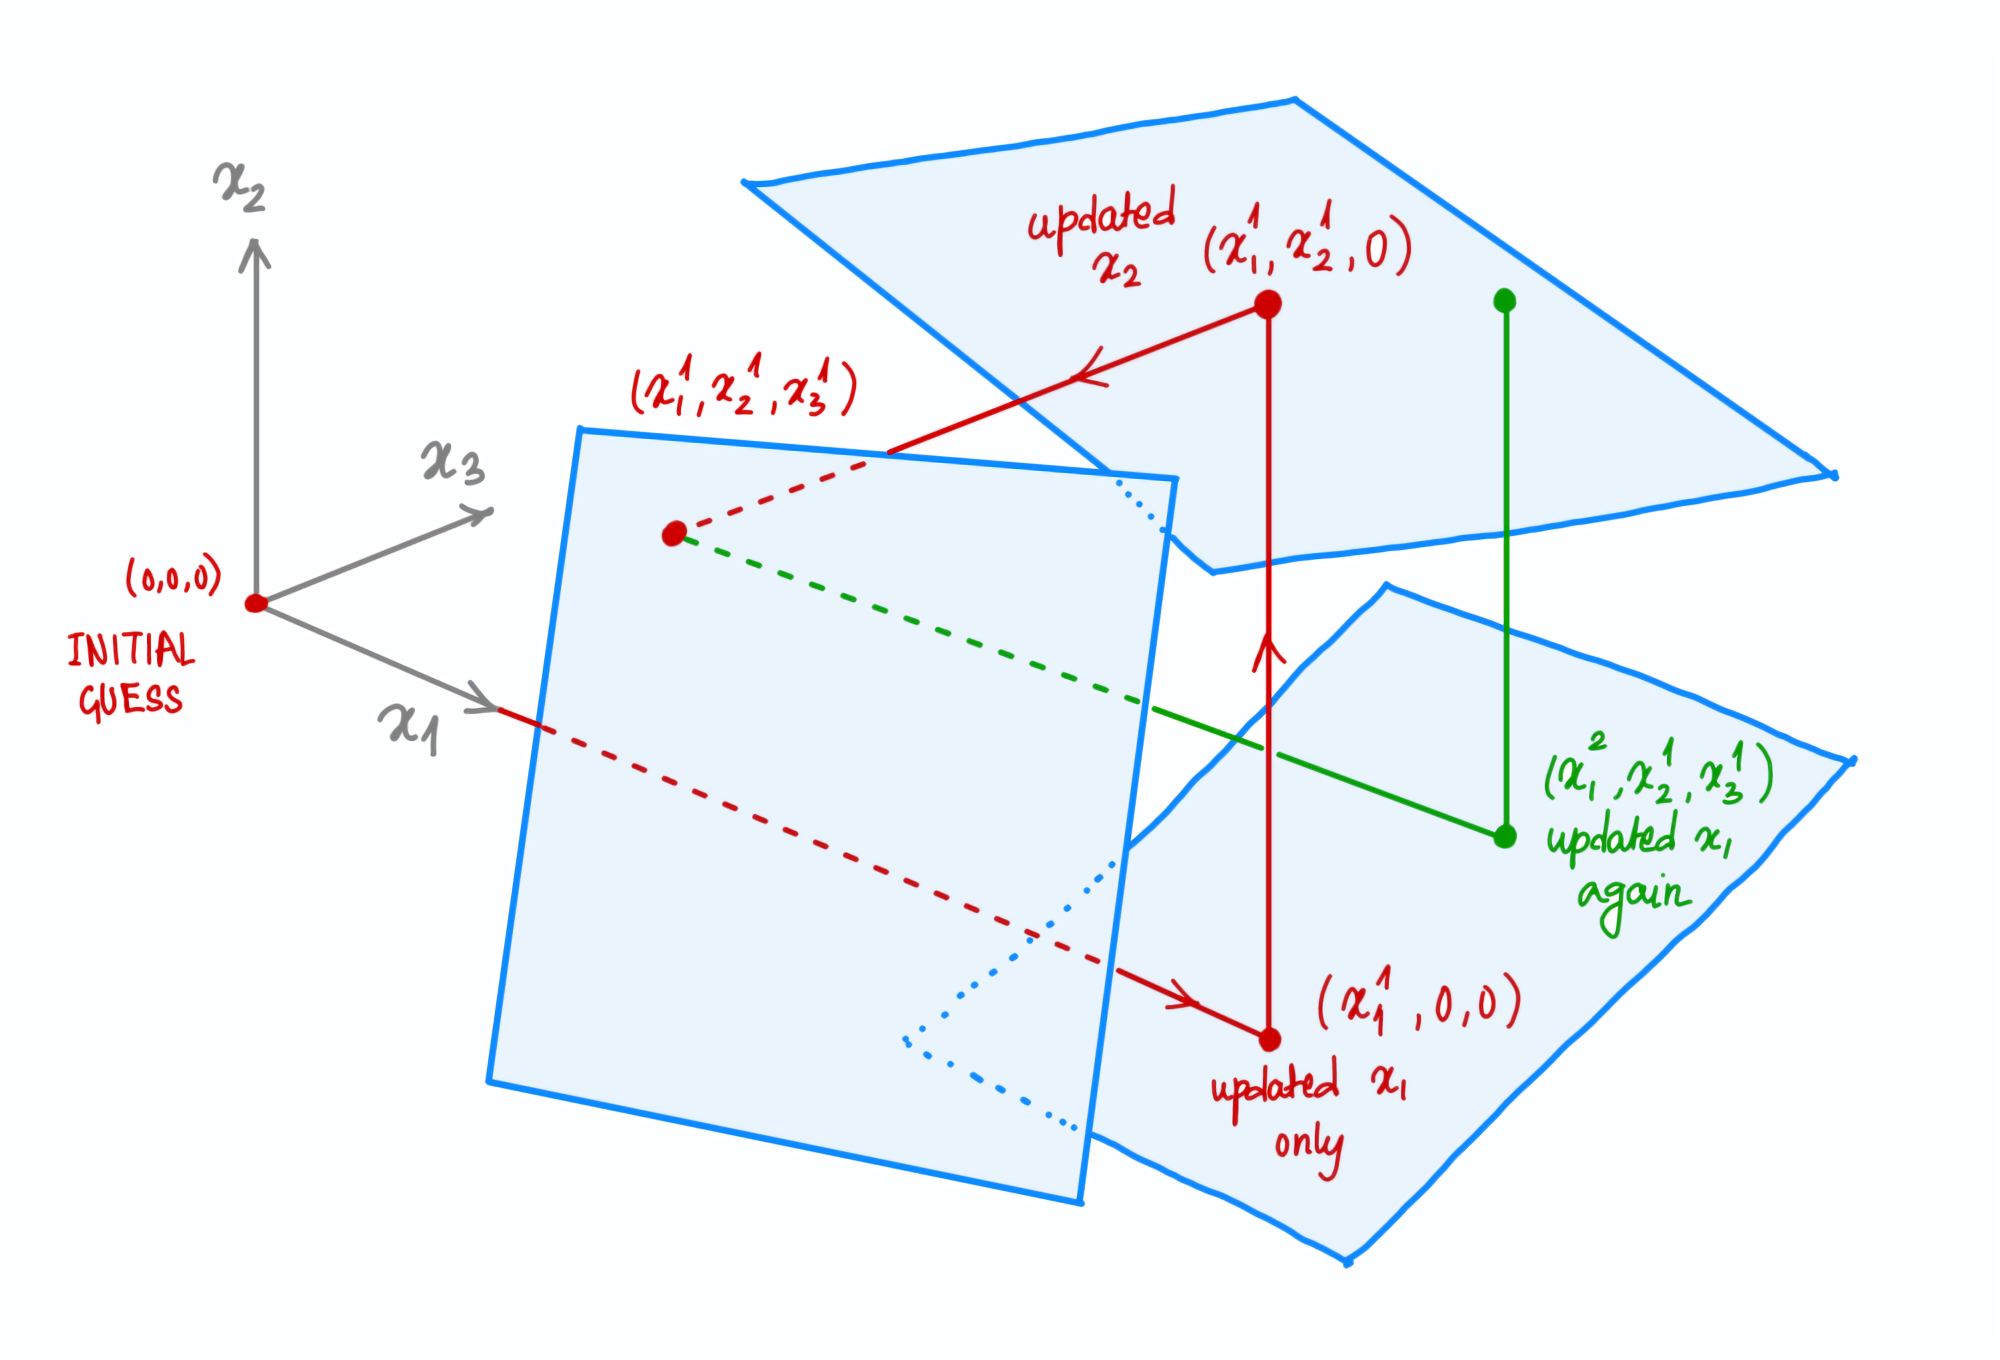 x₂
updated
x₂
(x₁¹, x₂¹, 0)
(x₁¹, x₂¹, x₃¹)
x₃
(0,0,0)
INITIAL
GUESS
x₁
(x₁², x₂¹, x₃¹)
updated x₁
again
(x₁¹, 0, 0)
updated x₁
only